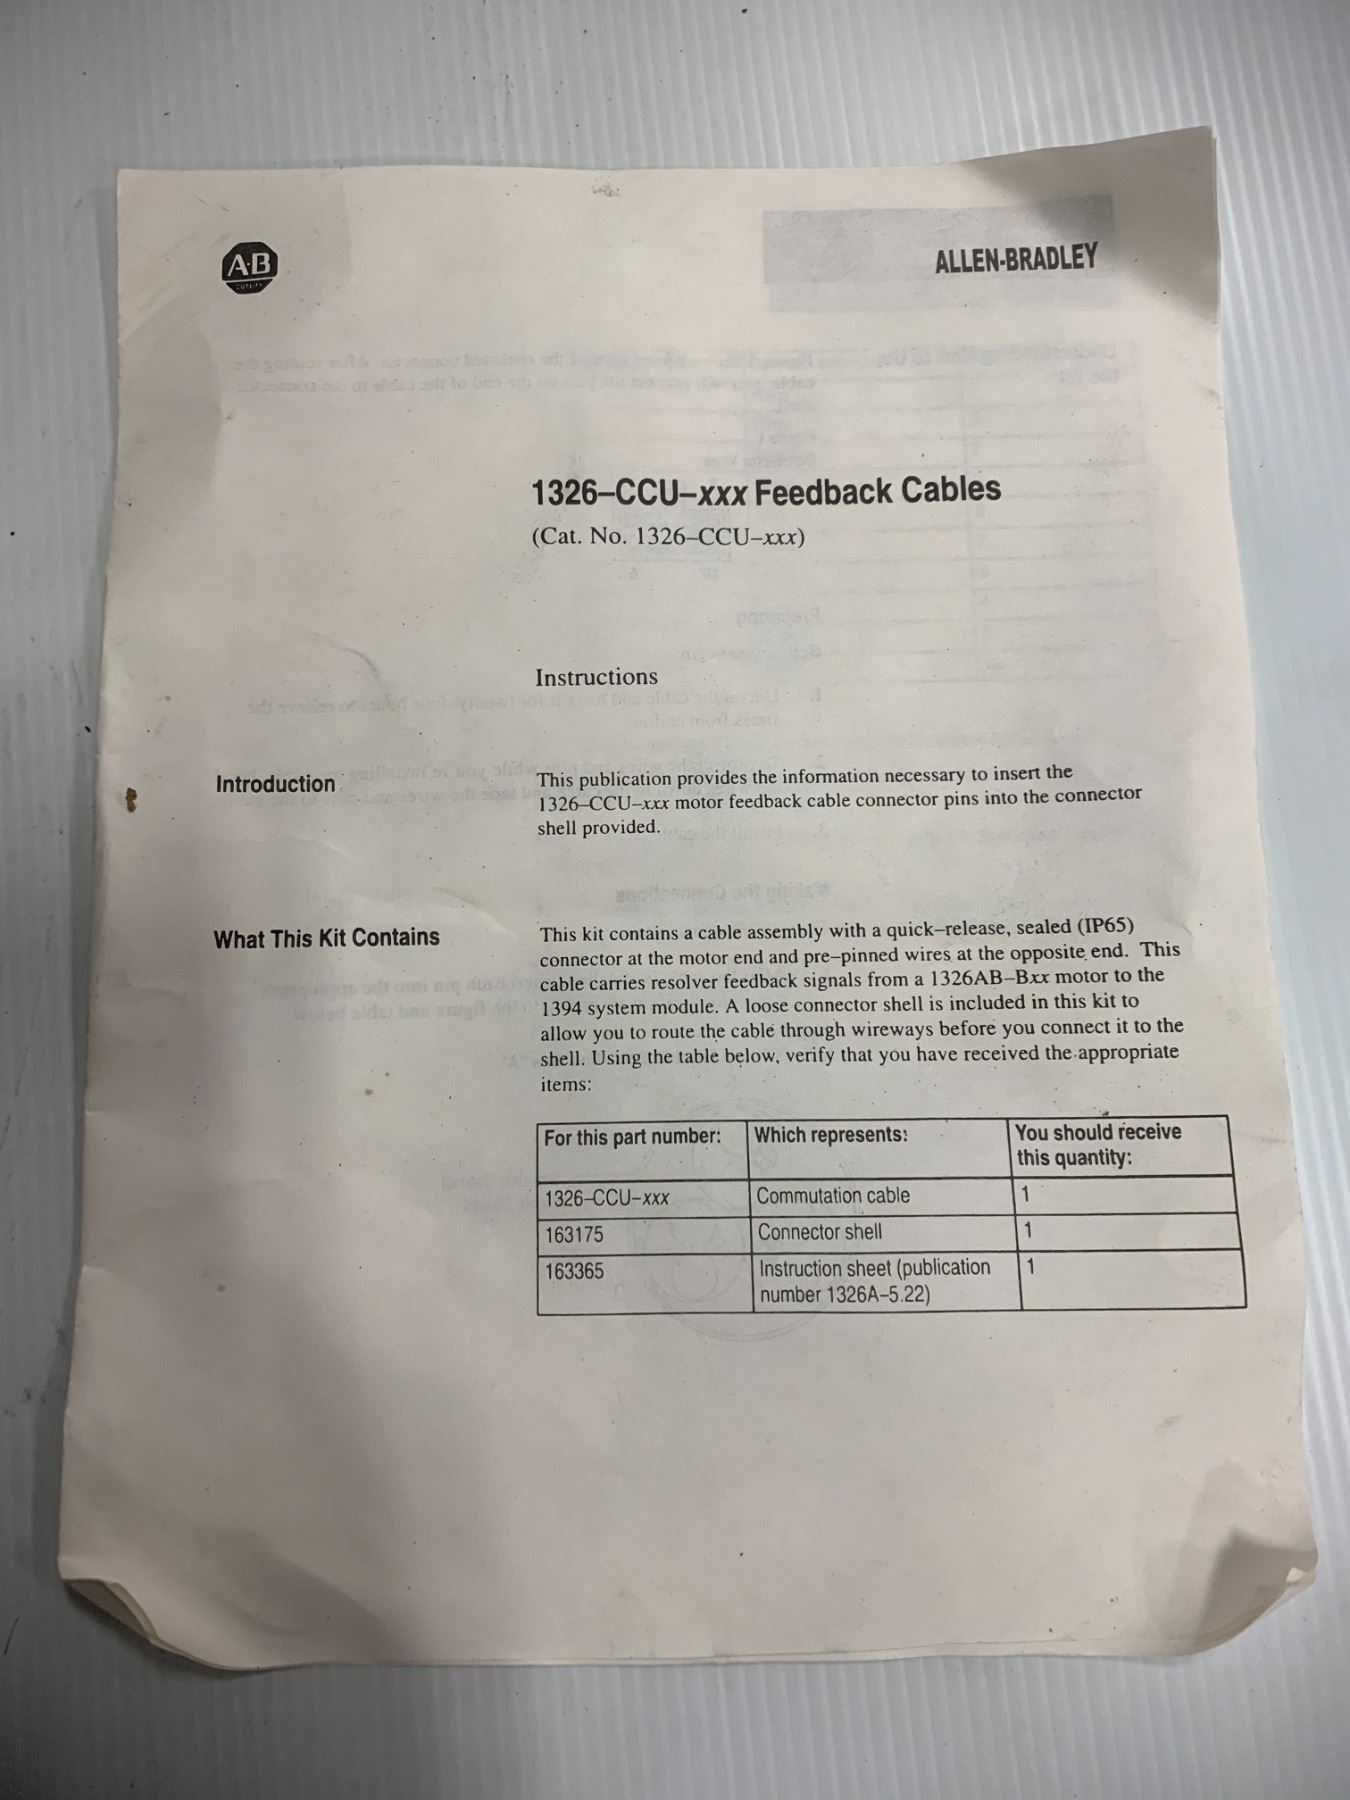 A·B
ALLEN-BRADLEY
1326–CCU–xxx Feedback Cables
(Cat. No. 1326–CCU–xxx)
Instructions
Introduction
This publication provides the information necessary to insert the
1326–CCU–xxx motor feedback cable connector pins into the connector
shell provided.
What This Kit Contains
This kit contains a cable assembly with a quick–release, sealed (IP65)
connector at the motor end and pre–pinned wires at the opposite end. This
cable carries resolver feedback signals from a 1326AB–Bxx motor to the
1394 system module. A loose connector shell is included in this kit to
allow you to route the cable through wireways before you connect it to the
shell. Using the table below, verify that you have received the appropriate
items:
For this part number: Which represents: You should receive
this quantity:
1326–CCU–xxx Commutation cable 1
163175 Connector shell 1
163365 Instruction sheet (publication 1
number 1326A–5.22)